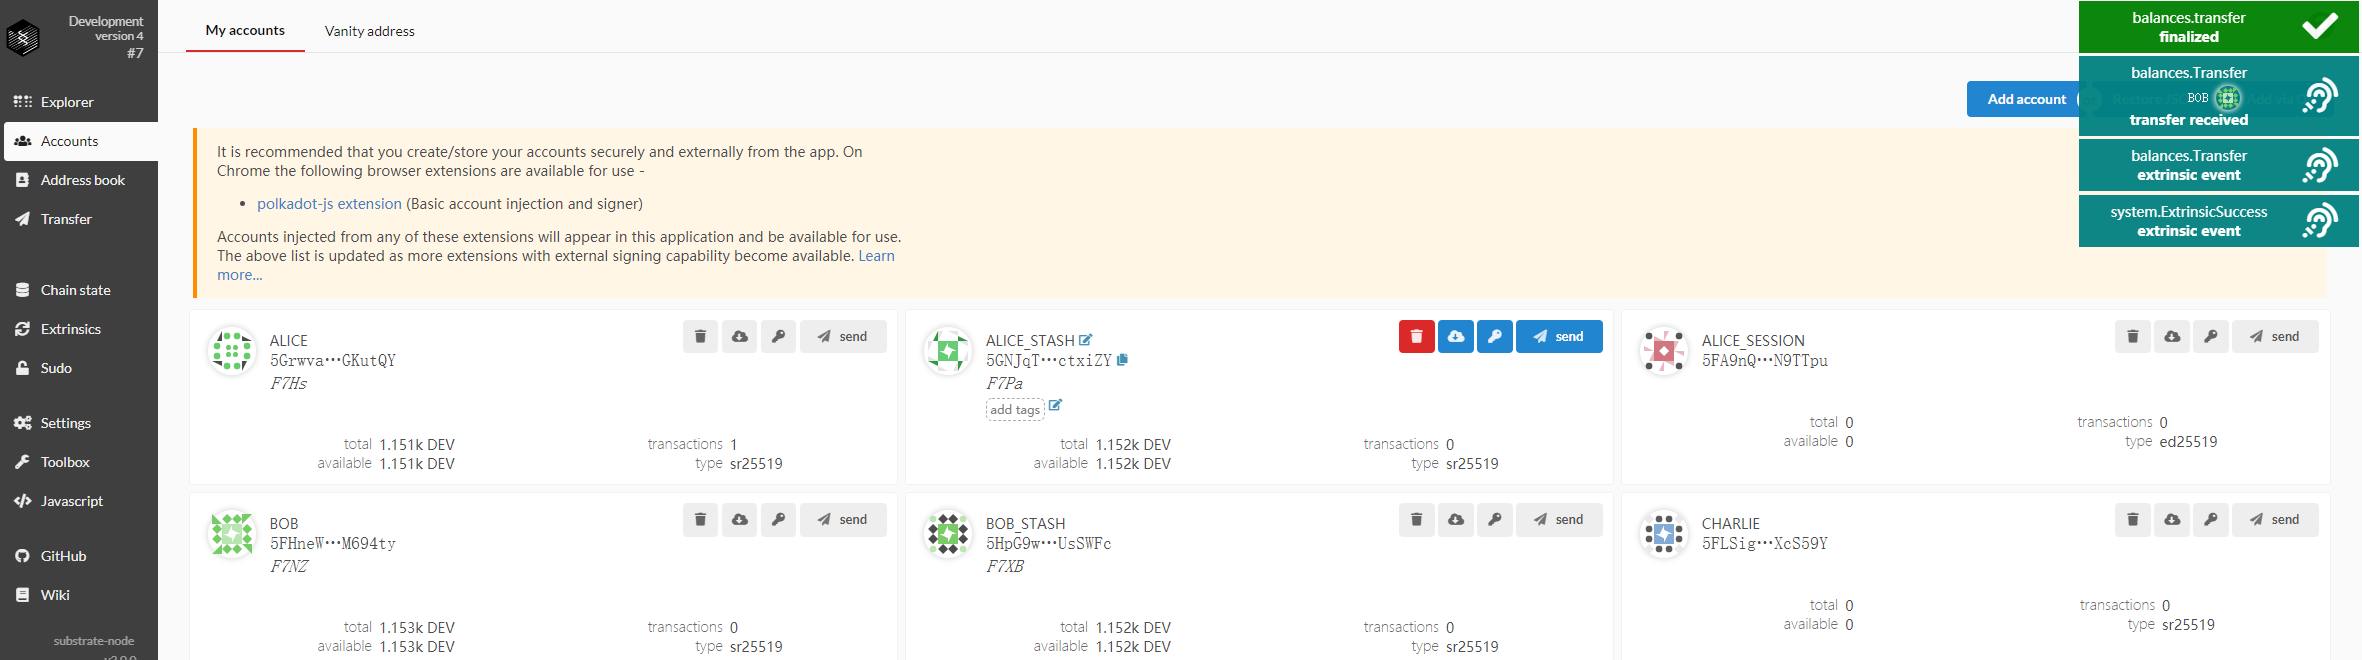 Development
version 4
#7
Explorer
Accounts
Address book
Transfer
Chain state
Extrinsics
Sudo
Settings
Toolbox
Javascript
GitHub
Wiki
substrate-node
My accounts
Vanity address
Add account
balances.transfer
finalized
balances.Transfer
BOB
transfer received
balances.Transfer
extrinsic event
system.ExtrinsicSuccess
extrinsic event
It is recommended that you create/store your accounts securely and externally from the app. On
Chrome the following browser extensions are available for use -
• polkadot-js extension (Basic account injection and signer)
Accounts injected from any of these extensions will appear in this application and be available for use.
The above list is updated as more extensions with external signing capability become available. Learn
more...
ALICE
5Grwva···GKutQY
F7Hs
send
total 1.151k DEV
available 1.151k DEV
transactions 1
type sr25519
ALICE_STASH
5GNJqT···ctxiZY
F7Pa
add tags
send
total 1.152k DEV
available 1.152k DEV
transactions 0
type sr25519
ALICE_SESSION
5FA9nQ···N9TTpu
send
total 0
available 0
transactions 0
type ed25519
BOB
5FHneW···M694ty
F7NZ
send
total 1.153k DEV
available 1.153k DEV
transactions 0
type sr25519
BOB_STASH
5HpG9w···UsSWFc
F7XB
send
total 1.152k DEV
available 1.152k DEV
transactions 0
type sr25519
CHARLIE
5FLSig···XcS59Y
send
total 0
available 0
transactions 0
type sr25519